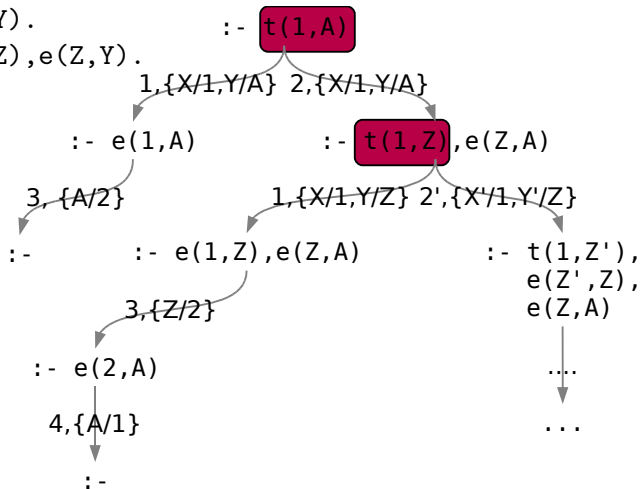 Y).
:- t(1,A)
Z),e(Z,Y).
1,{X/1,Y/A} 2,{X/1,Y/A}
:- e(1,A)
:- t(1,Z),e(Z,A)
3, {A/2}
1,{X/1,Y/Z} 2',{X'/1,Y'/Z}
:-
:- e(1,Z),e(Z,A)
:- t(1,Z'),
e(Z',Z),
e(Z,A)
3,{Z/2}
:- e(2,A)
....
4,{A/1}
...
:-